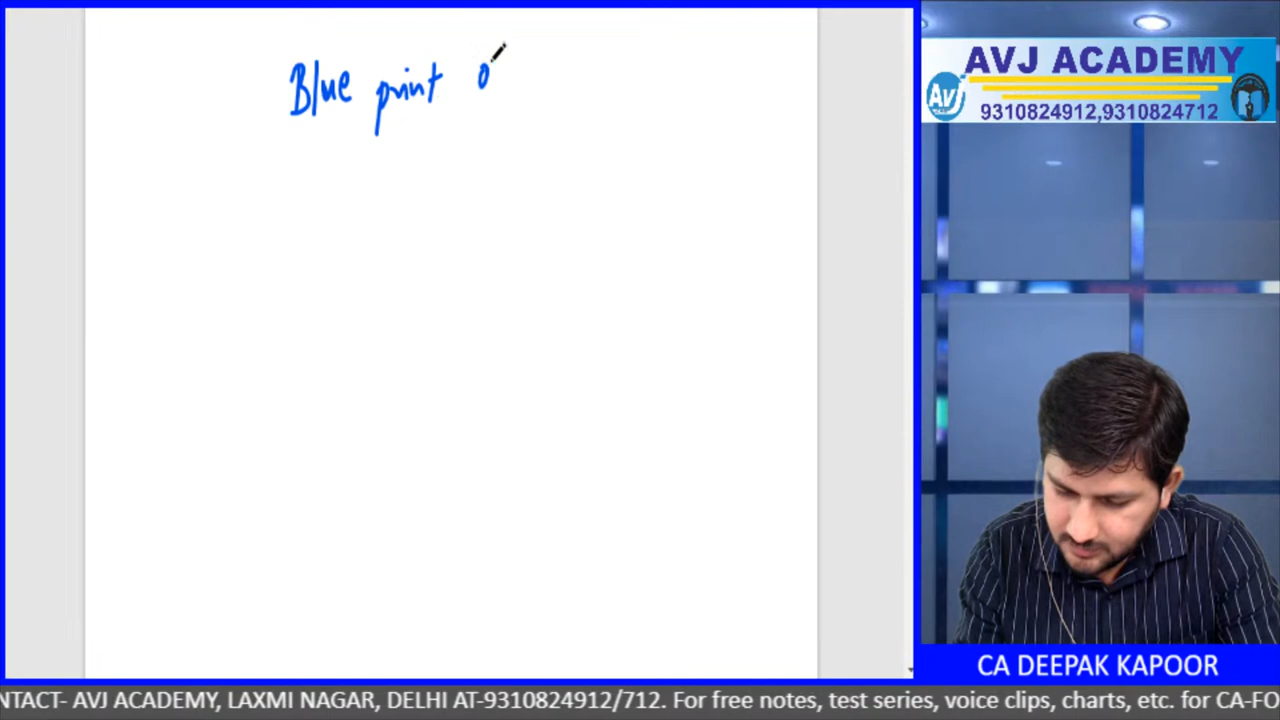 Blue print o
AVJ ACADEMY
AVJ
9310824912,9310824712
CA DEEPAK KAPOOR
NTACT- AVJ ACADEMY, LAXMI NAGAR, DELHI AT-9310824912/712. For free notes, test series, voice clips, charts, etc. for CA-FO